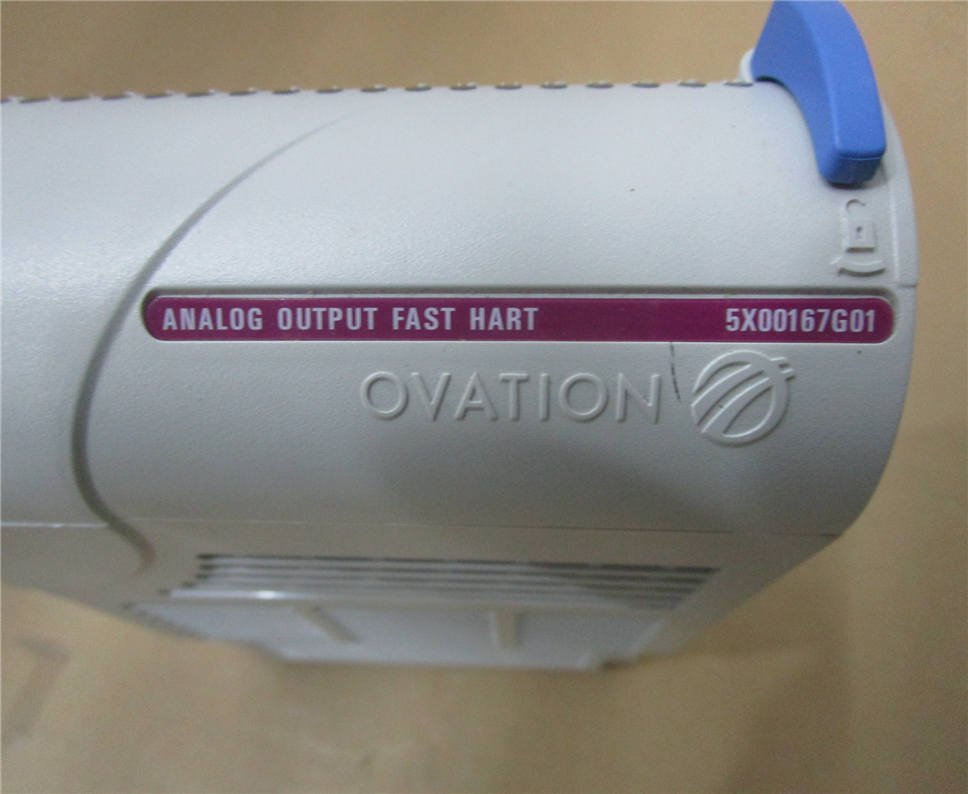 ANALOG OUTPUT FAST HART 5X00167G01
OVATION